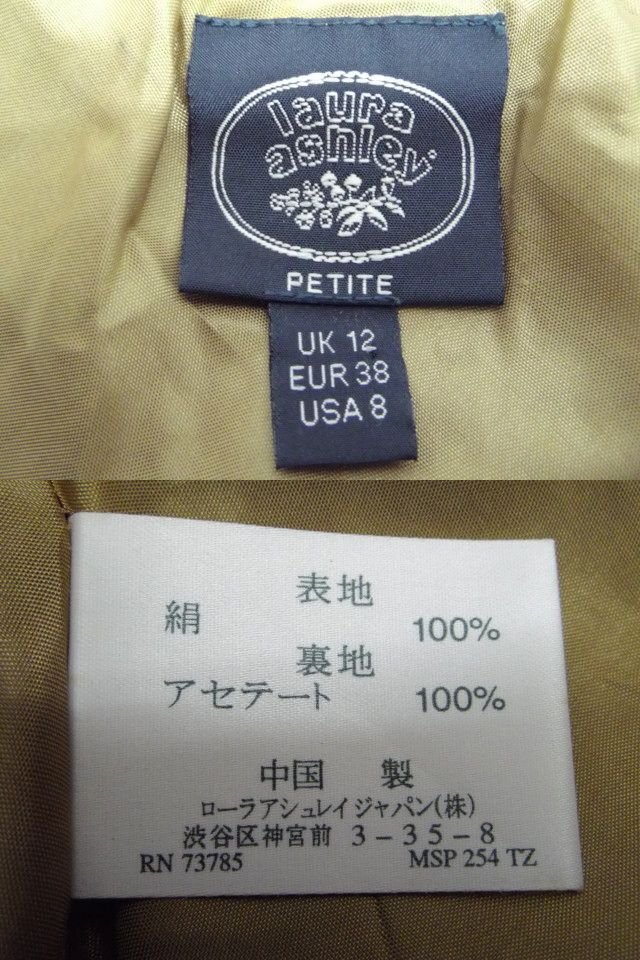 laura
ashley
PETITE
UK 12
EUR 38
USA 8
表地
絹 100%
裏地
アセテート 100%
中国 製
ローラアシュレイジャパン(株)
渋谷区神宮前 3-35-8
RN 73785 MSP 254 TZ